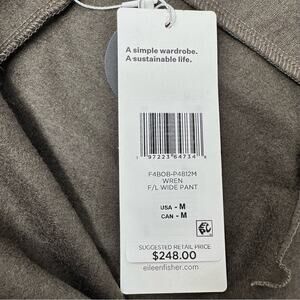 A simple wardrobe.
A sustainable life.
1 97223 64734
F4BOB-P4812M
WREN
F/L WIDE PANT
USA - M
CAN - M
SUGGESTED RETAIL PRICE
$248.00
eileenfisher.com